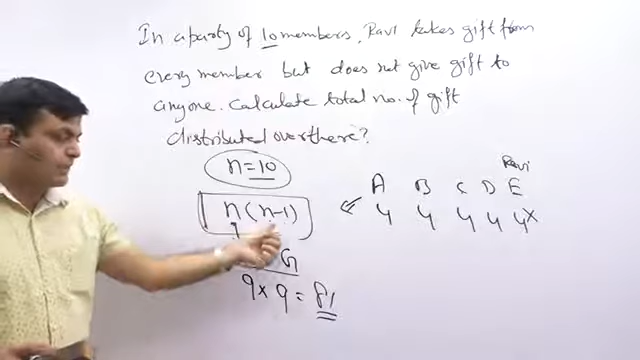 In a party of 10 members, Ravi takes gift from
every member but does not give gift to
anyone. Calculate total no. of gift
distributed over there?
n=10
n(n-1)
9 × 9 = 81
Ravi
A B C D E
4 4 4 4 4×